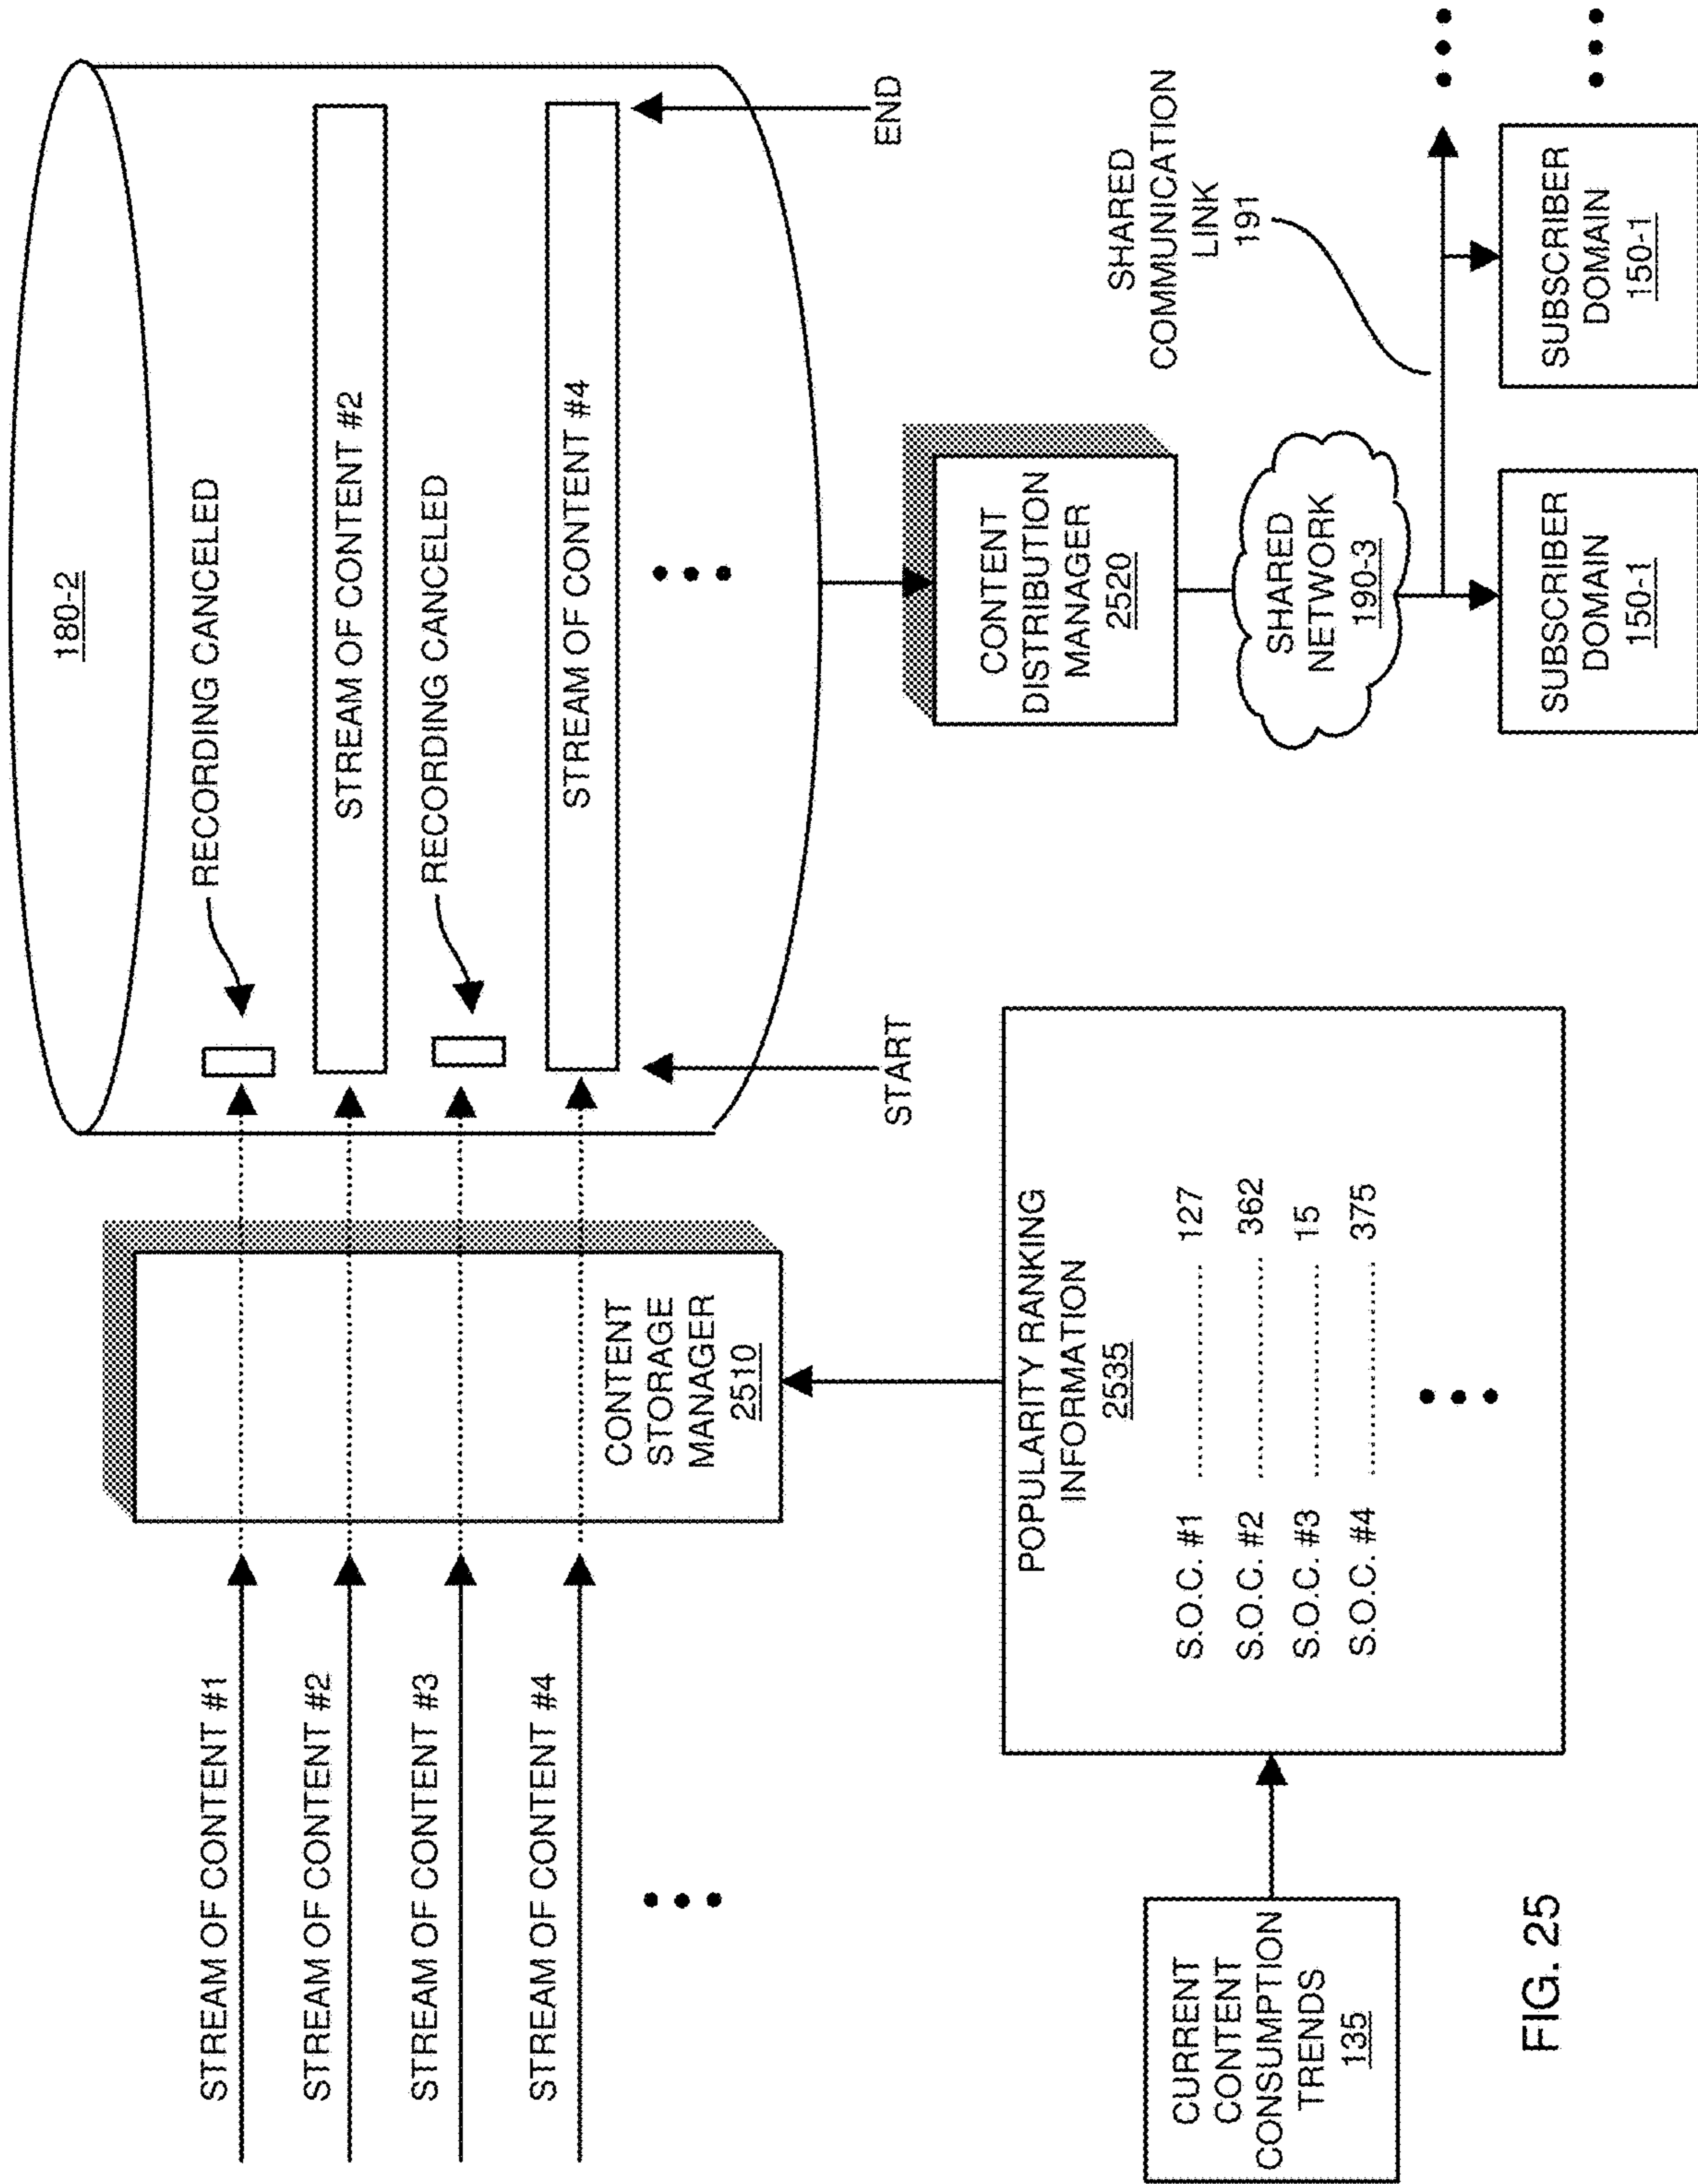 STREAM OF CONTENT #1
STREAM OF CONTENT #2
STREAM OF CONTENT #3
STREAM OF CONTENT #4
CONTENT
STORAGE
MANAGER
2510
180-2
RECORDING CANCELED
STREAM OF CONTENT #2
RECORDING CANCELED
STREAM OF CONTENT #4
START
END
CURRENT
CONTENT
CONSUMPTION
TRENDS
135
POPULARITY RANKING
INFORMATION
2535
S.O.C. #1 ........................ 127
S.O.C. #2 ........................ 362
S.O.C. #3 ........................ 15
S.O.C. #4 ........................ 375
CONTENT
DISTRIBUTION
MANAGER
2520
SHARED
NETWORK
190-3
SHARED
COMMUNICATION
LINK
191
SUBSCRIBER
DOMAIN
150-1
SUBSCRIBER
DOMAIN
150-1
FIG. 25